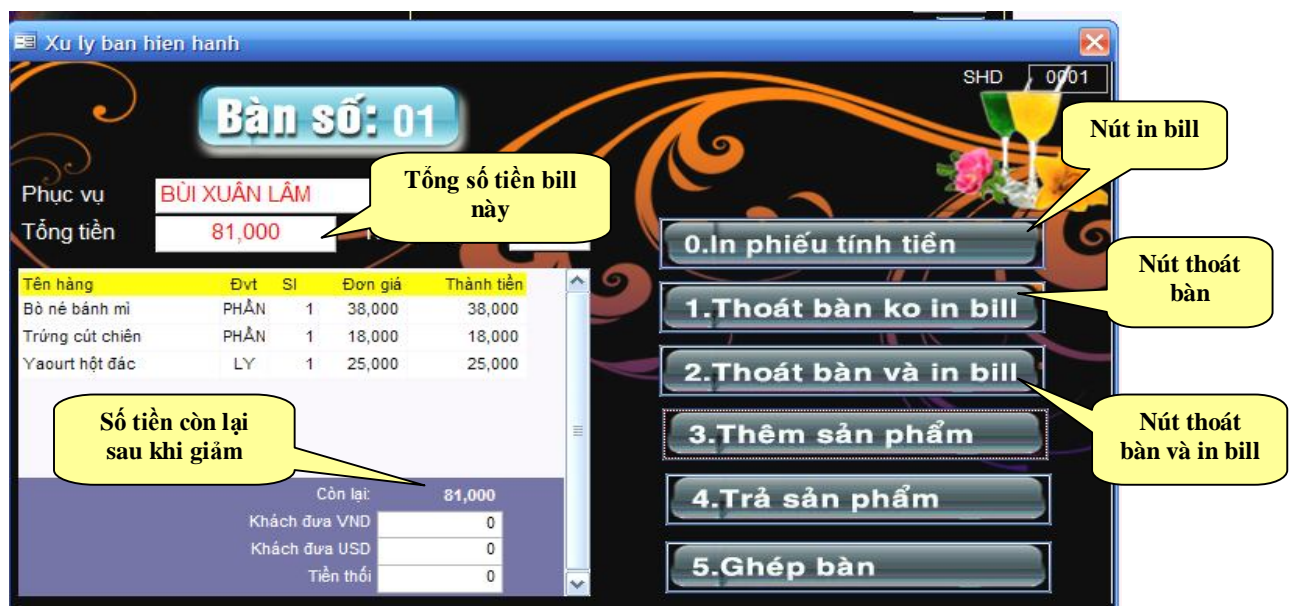 Xu ly ban hien hanh
SHD 0001
Bàn số: 01
Nút in bill
Phục vụ BÙI XUÂN LÂM
Tổng số tiền bill
này
Tổng tiền 81,000
0.In phiếu tính tiền
Nút thoát
bàn
Tên hàng Đvt Sl Đơn giá Thành tiền
Bò né bánh mì PHẦN 1 38,000 38,000
Trứng cút chiên PHẦN 1 18,000 18,000
Yaourt hột đác LY 1 25,000 25,000
1.Thoát bàn ko in bill
2.Thoát bàn và in bill
Số tiền còn lại
sau khi giảm
3.Thêm sản phẩm
Nút thoát
bàn và in bill
Còn lại: 81,000
Khách đưa VND 0
Khách đưa USD 0
Tiền thối 0
4.Trả sản phẩm
5.Ghép bàn